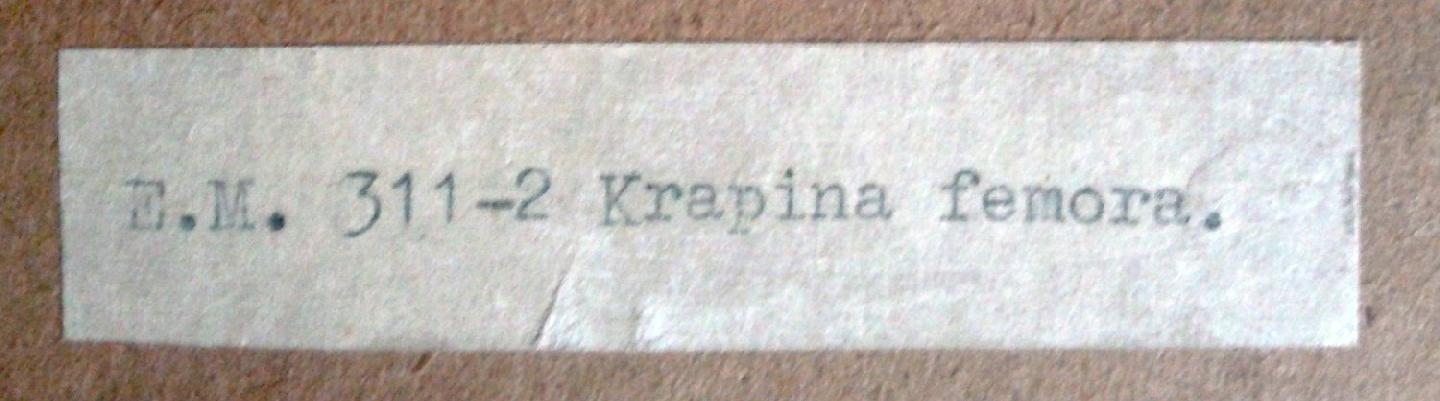 E.M. 311-2 Krapina femora.